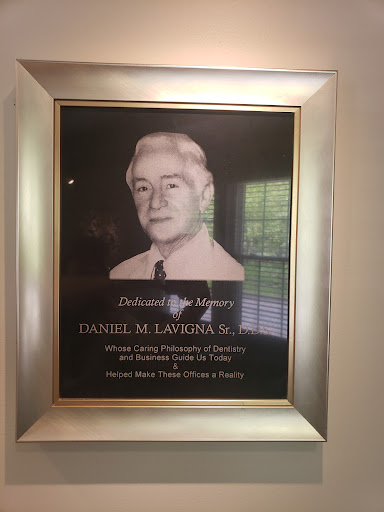 Dedicated to the Memory
of
DANIEL M. LAVIGNA Sr.,
Whose Caring Philosophy of Dentistry
and Business Guide Us Today
&
Helped Make These Offices a Reality